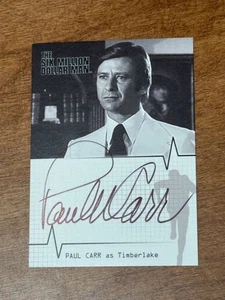 THE
SIX MILLION
DOLLAR MAN
Paul Carr
PAUL CARR as Timberlake